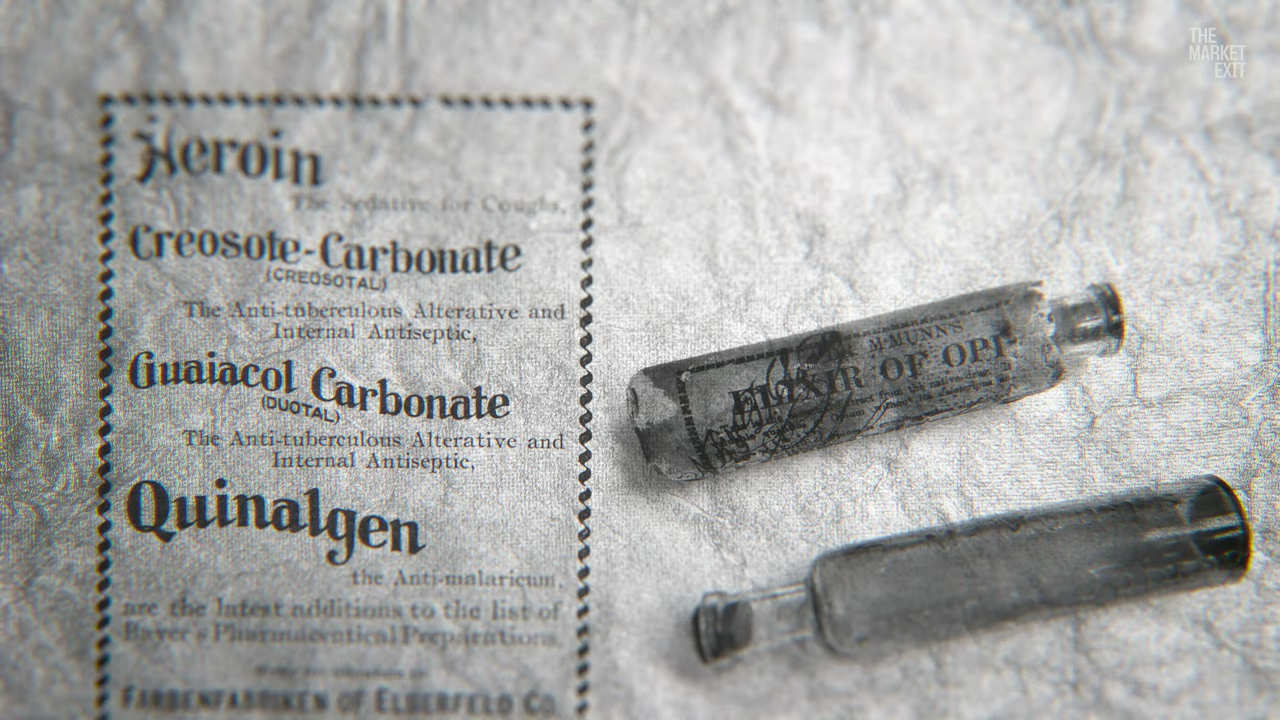 THE
MARKET
EXIT
Heroin
The Sedative for Coughs,
Creosote-Carbonate
(CREOSOTAL)
The Anti-tuberculous Alterative and
Internal Antiseptic,
Guaiacol Carbonate
(DUOTAL)
The Anti-tuberculous Alterative and
Internal Antiseptic,
Quinalgen
the Anti-malaricum,
are the latest additions to the list of
Bayer's Pharmaceutical Preparations.
FARBENFABRIKEN OF ELBERFELD CO.
McMUNN'S
ELIXIR OF OPI